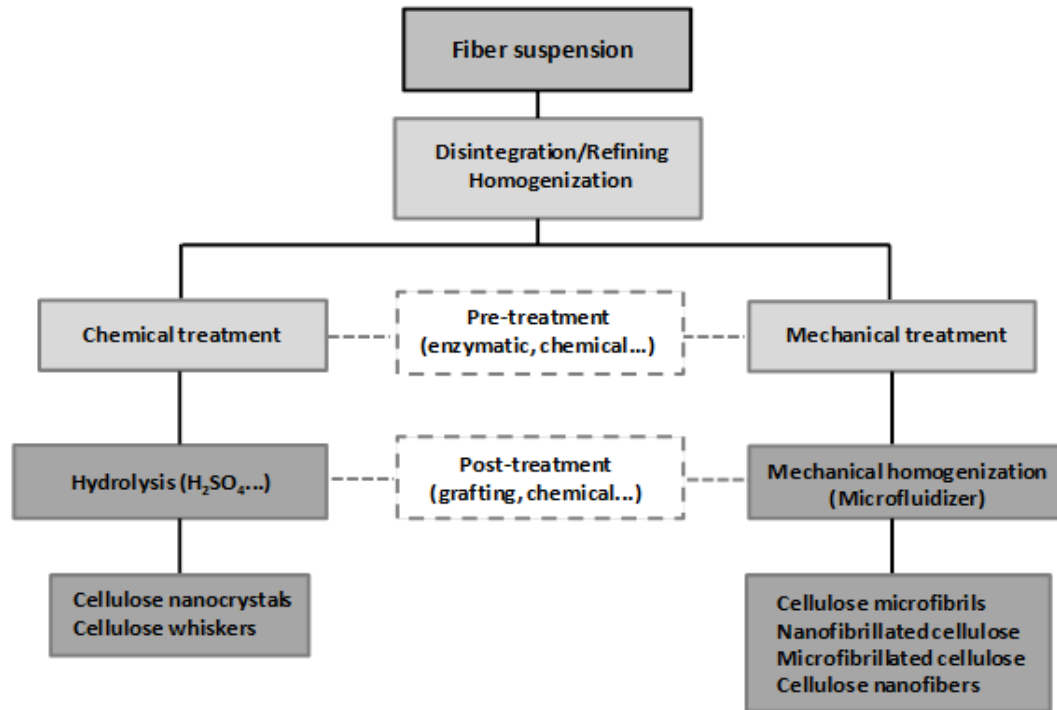 Fiber suspension
Disintegration/Refining
Homogenization
Chemical treatment
Pre-treatment
(enzymatic, chemical...)
Mechanical treatment
Hydrolysis (H₂SO₄...)
Post-treatment
(grafting, chemical...)
Mechanical homogenization
(Microfluidizer)
Cellulose nanocrystals
Cellulose whiskers
Cellulose microfibrils
Nanofibrillated cellulose
Microfibrillated cellulose
Cellulose nanofibers